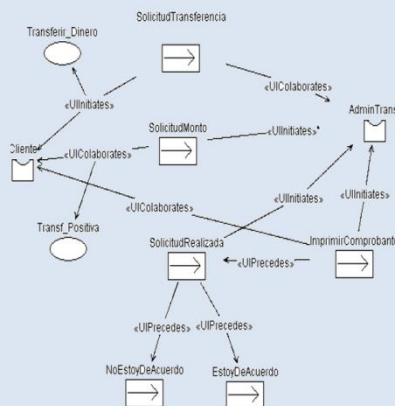 SolicitudTransferencia
Transferir_Dinero
«UIInitiates»
«UIColaborates»
AdminTrans
SolicitudMonto
«UIInitiates»
Cliente
«UIColaborates»
«UIInitiates»
«UIInitiates»
«UIColaborates»
Transf_Positiva
SolicitudRealizada
ImprimirComprobante
«UIPrecedes»
«UIPrecedes»
«UIPrecedes»
NoEstoyDeAcuerdo
EstoyDeAcuerdo